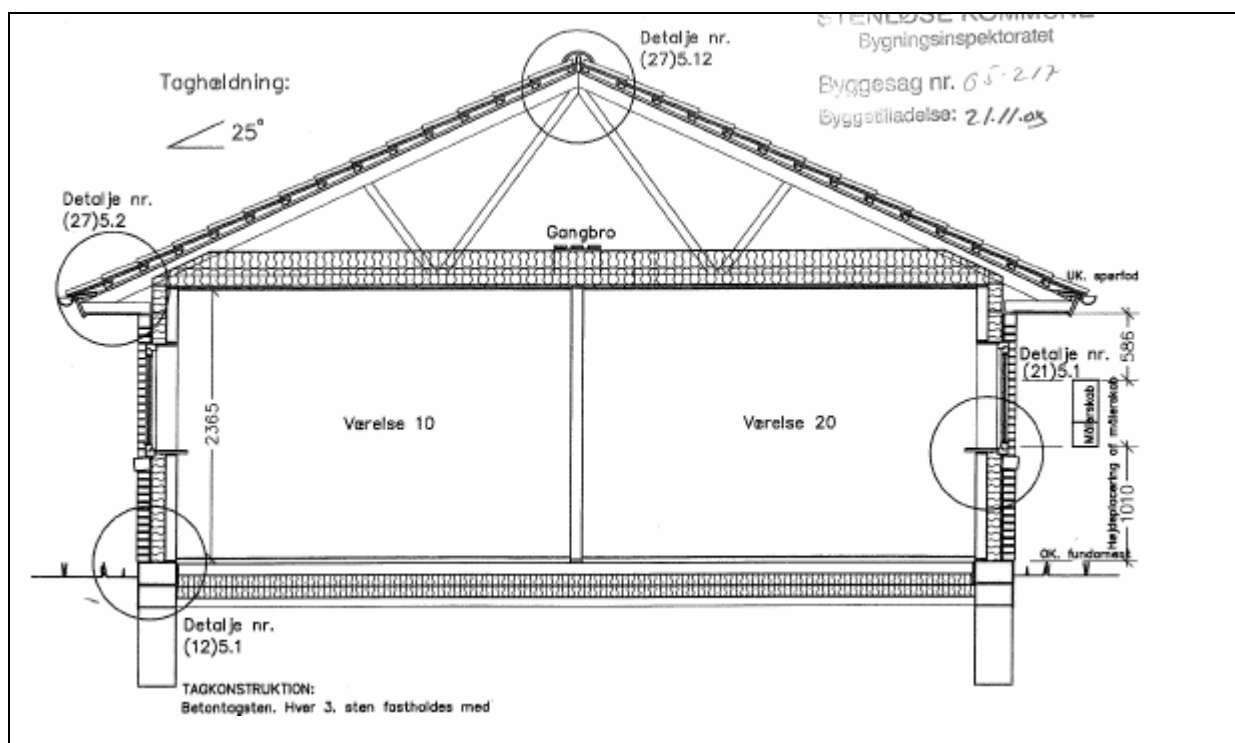 STENLØSE KOMMUNE
Bygningsinspektoratet
Byggesag nr. 05-217
Byggetilladelse: 21.11.05
Detalje nr.
(27)5.12
Taghældning:
25°
Detalje nr.
(27)5.2
Gangbro
UK. spærfod
586
Detalje nr.
(21)5.1
Målerskab
Højdeplacering af målerskab
1010
2365
Værelse 10
Værelse 20
OK. fundament
Detalje nr.
(12)5.1
TAGKONSTRUKTION:
Betontagsten. Hver 3. sten fastholdes med